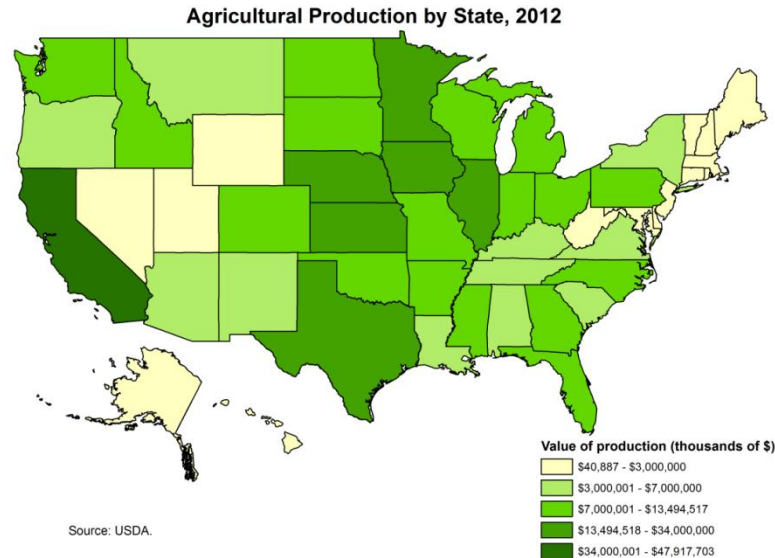 Agricultural Production by State, 2012
Value of production (thousands of $)
$40,887 - $3,000,000
$3,000,001 - $7,000,000
$7,000,001 - $13,494,517
$13,494,518 - $34,000,000
$34,000,001 - $47,917,703
Source: USDA.